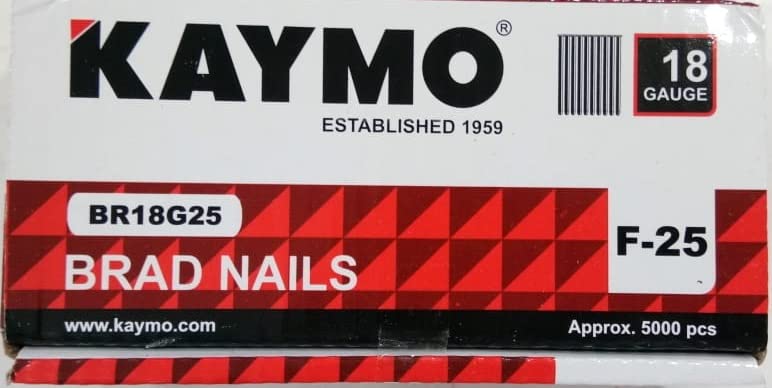 KAYMO®
ESTABLISHED 1959
18
GAUGE
BR18G25
BRAD NAILS
F-25
www.kaymo.com
Approx. 5000 pcs